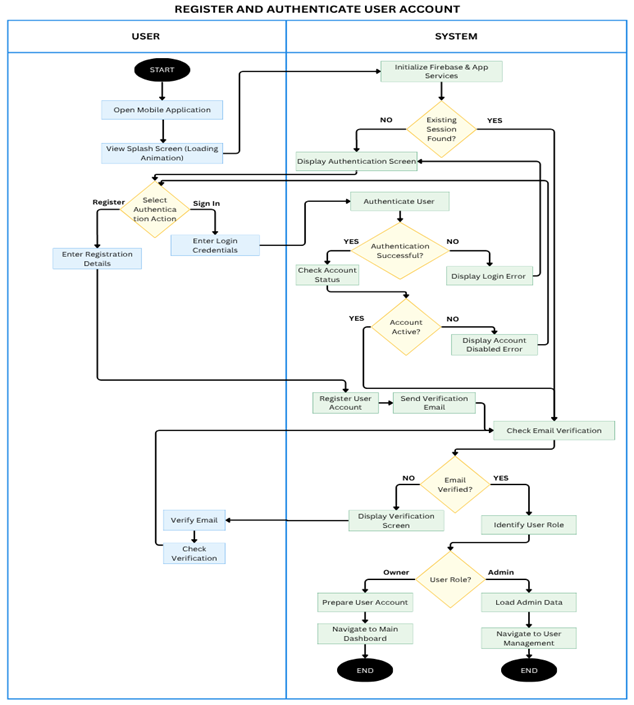 REGISTER AND AUTHENTICATE USER ACCOUNT
USER
SYSTEM
START
Open Mobile Application
View Splash Screen (Loading
Animation)
Initialize Firebase & App
Services
Existing
Session
Found?
NO
YES
Display Authentication Screen
Select
Authentica
tion Action
Register
Sign In
Enter Registration
Details
Enter Login
Credentials
Authenticate User
Authentication
Successful?
YES
NO
Check Account
Status
Display Login Error
Account
Active?
YES
NO
Display Account
Disabled Error
Register User
Account
Send Verification
Email
Check Email Verification
Email
Verified?
NO
YES
Display Verification
Screen
Identify User Role
Verify Email
Check
Verification
User Role?
Owner
Admin
Prepare User Account
Load Admin Data
Navigate to Main
Dashboard
Navigate to User
Management
END
END